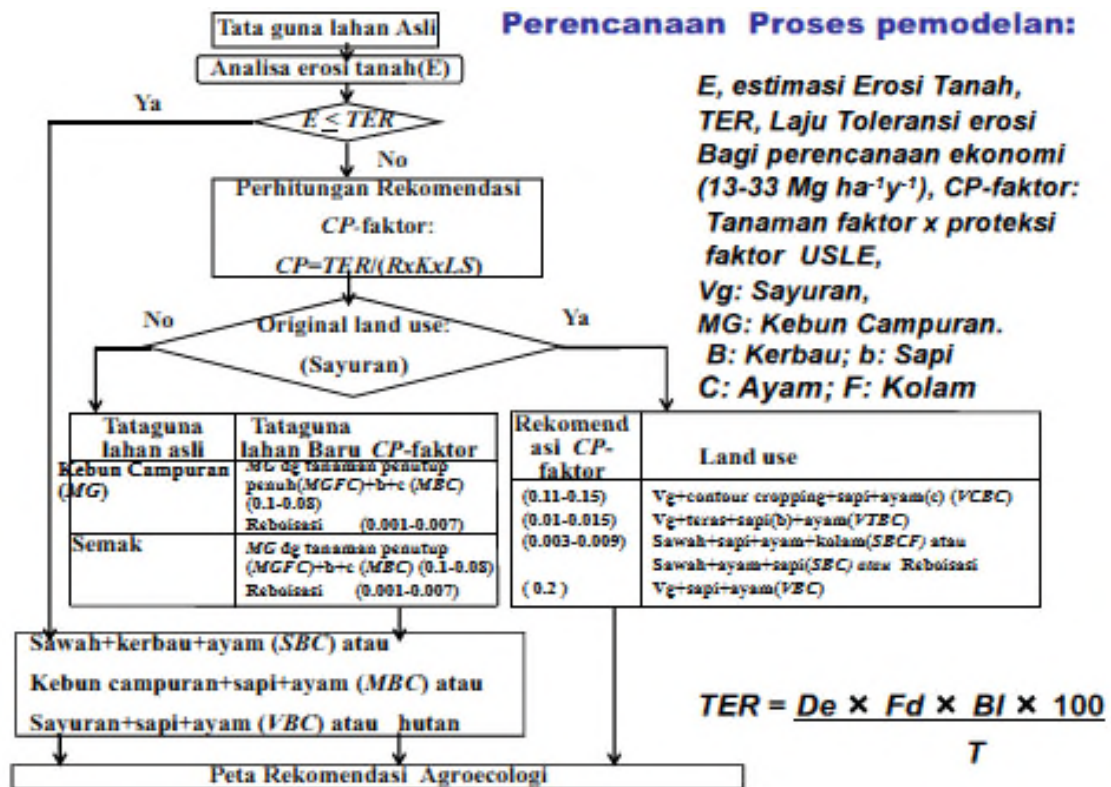 Perencanaan Proses pemodelan:
Tata guna lahan Asli
Analisa erosi tanah(E)
Ya
E ≤ TER
No
Perhitungan Rekomendasi
CP-faktor:
CP=TER/(RxKxLS)
No
Original land use:
(Sayuran)
Ya
E, estimasi Erosi Tanah,
TER, Laju Toleransi erosi
Bagi perencanaan ekonomi
(13-33 Mg ha⁻¹y⁻¹), CP-faktor:
Tanaman faktor x proteksi
faktor USLE,
Vg: Sayuran,
MG: Kebun Campuran.
B: Kerbau; b: Sapi
C: Ayam; F: Kolam
Tataguna
lahan asli
Tataguna
lahan Baru CP-faktor
Kebun Campuran
(MG)
MG dg tanaman penutup
penuh(MGFC)+b+c (MBC)
(0.1-0.08)
Reboisasi (0.001-0.007)
Semak
MG dg tanaman penutup
(MGFC)+b+c (MBC) (0.1-0.08)
Reboisasi (0.001-0.007)
Rekomend
asi CP-
faktor
Land use
(0.11-0.15) Vg+contour cropping+sapi+ayam(c) (VCBC)
(0.01-0.015) Vg+teras+sapi(b)+ayam(VTBC)
(0.003-0.009) Sawah+sapi+ayam+kolam(SBCF) atau
Sawah+ayam+sapi(SBC) atau Reboisasi
( 0.2 ) Vg+sapi+ayam(VBC)
Sawah+kerbau+ayam (SBC) atau
Kebun campuran+sapi+ayam (MBC) atau
Sayuran+sapi+ayam (VBC) atau hutan
Peta Rekomendasi Agroecologi
TER = De × Fd × Bl × 100
T